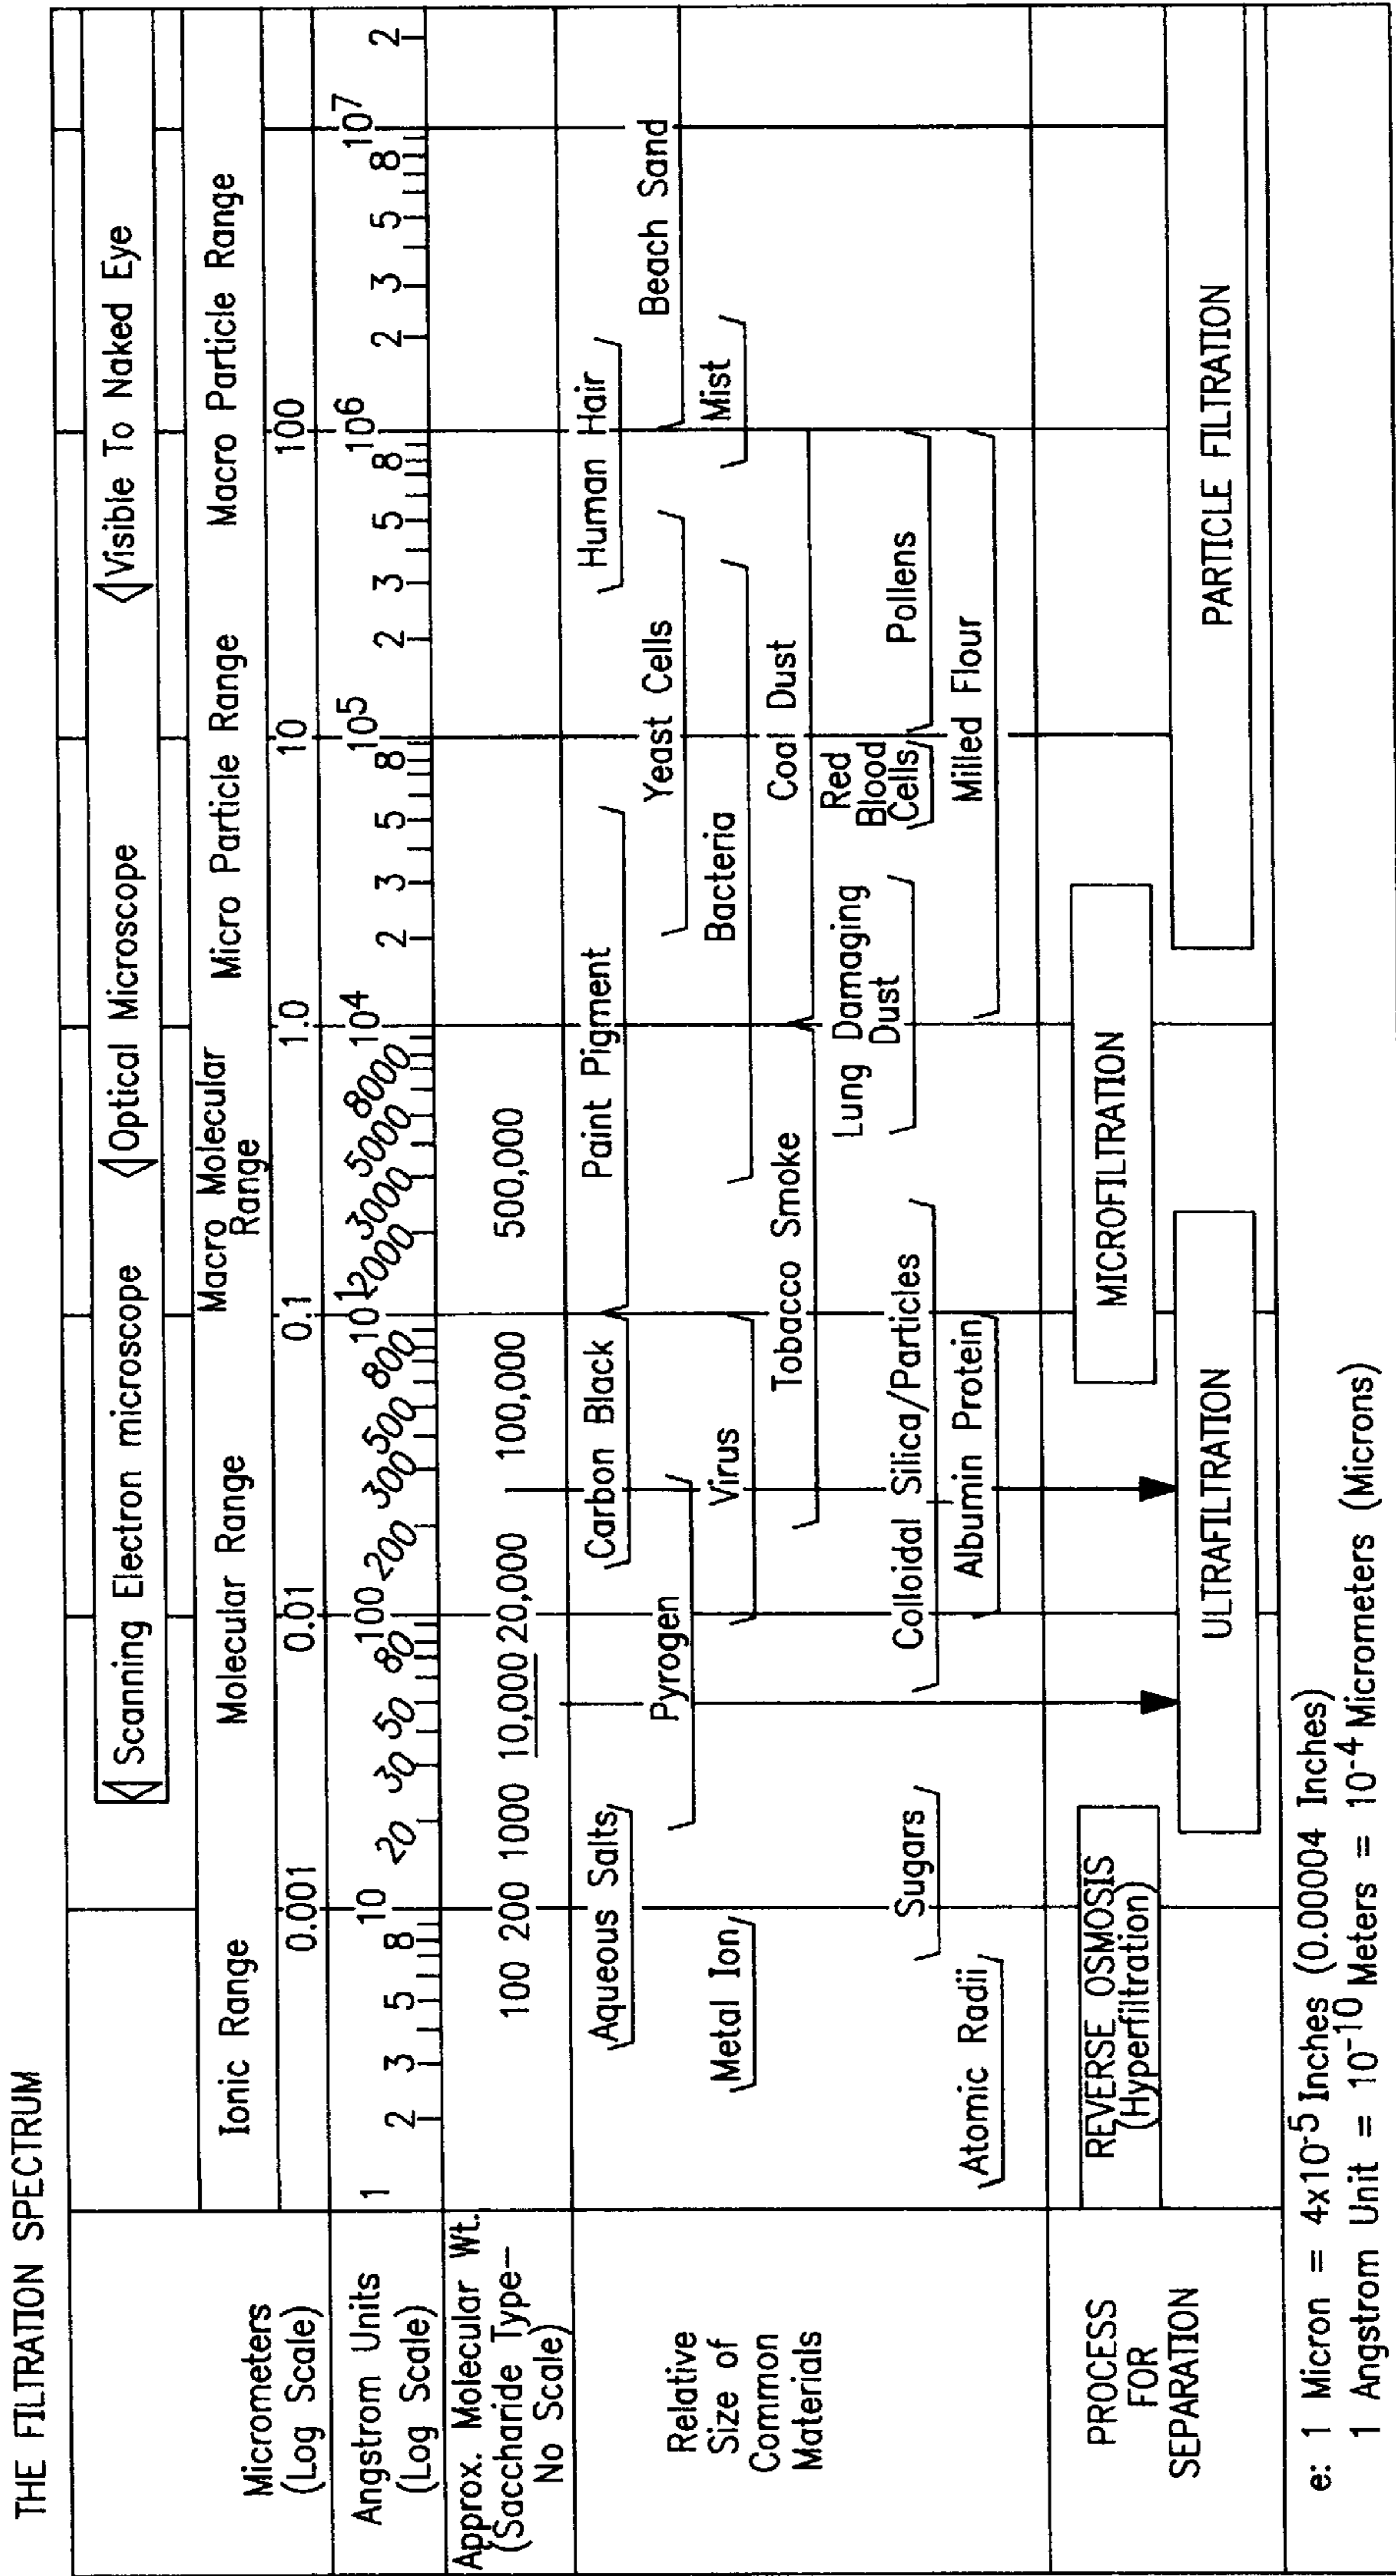 THE FILTRATION SPECTRUM
Scanning Electron microscope
Optical Microscope
Visible To Naked Eye
Ionic Range
Molecular Range
Macro Molecular
Range
Micro Particle Range
Macro Particle Range
Macro Particle Range
Micrometers
(Log Scale)
0.001
0.01
0.1
1.0
10
100
Angstrom Units
(Log Scale)
1 2 3 5 8 10 20 30 50 80 100 200 300 500 800 10¹ 2000 3000 5000 8000 10⁴ 2 3 5 8 10⁵ 2 3 5 8 10⁶ 2 3 5 8 10⁷ 2
Approx. Molecular Wt.
(Saccharide Type–
No Scale)
100 200 1000 10,000 20,000 100,000 500,000
Relative
Size of
Common
Materials
Aqueous Salts
Carbon Black
Paint Pigment
Human Hair
Pyrogen
Yeast Cells
Beach Sand
Metal Ion
Virus
Bacteria
Mist
Tobacco Smoke
Coal Dust
Lung Damaging
Dust
Red
Blood
Cells
Sugars
Colloidal Silica/Particles
Pollens
Atomic Radii
Albumin Protein
Milled Flour
PROCESS
FOR
SEPARATION
REVERSE OSMOSIS
(Hyperfiltration)
MICROFILTRATION
ULTRAFILTRATION
PARTICLE FILTRATION
e: 1 Micron = 4x10⁻⁵ Inches (0.00004 Inches)
1 Angstrom Unit = 10⁻¹⁰ Meters = 10⁻⁴ Micrometers (Microns)